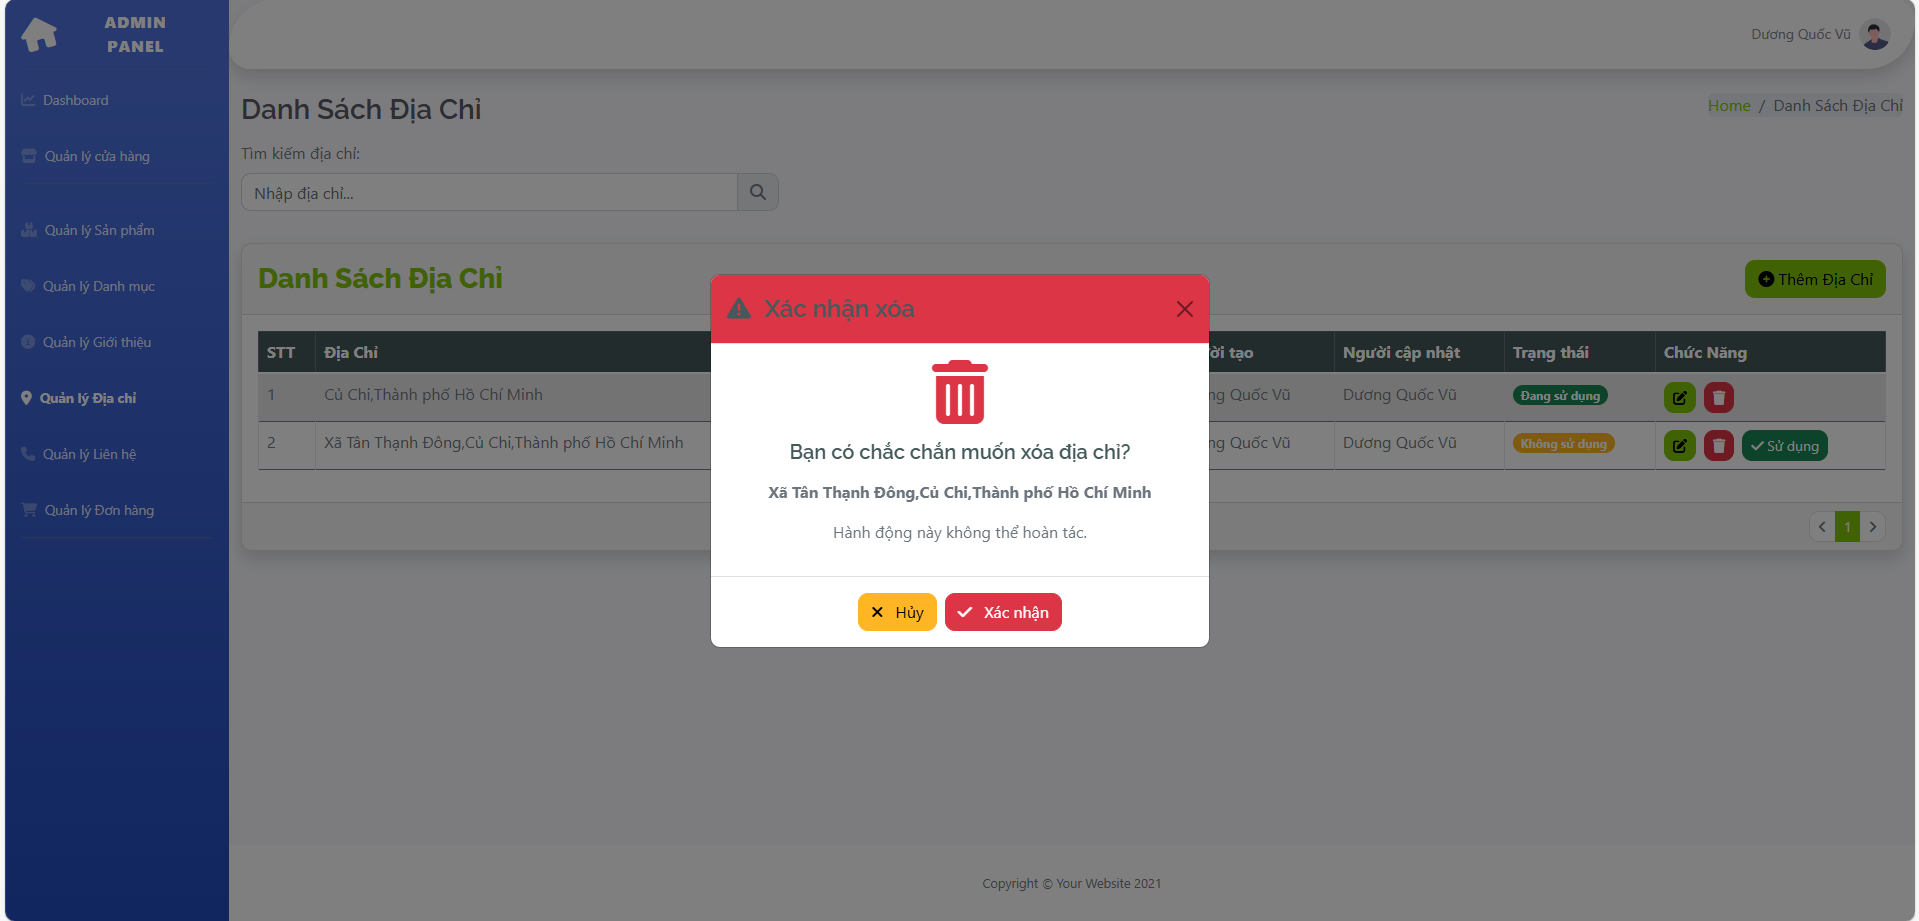 ADMIN
PANEL
Dương Quốc Vũ
Dashboard
Quản lý cửa hàng
Quản lý Sản phẩm
Quản lý Danh mục
Quản lý Giới thiệu
Quản lý Địa chỉ
Quản lý Liên hệ
Quản lý Đơn hàng
Danh Sách Địa Chỉ
Home / Danh Sách Địa Chỉ
Tìm kiếm địa chỉ:
Nhập địa chỉ...
Danh Sách Địa Chỉ
Thêm Địa Chỉ
STT Địa Chỉ ời tạo Người cập nhật Trạng thái Chức Năng
1 Củ Chi,Thành phố Hồ Chí Minh ng Quốc Vũ Dương Quốc Vũ Đang sử dụng
2 Xã Tân Thạnh Đông,Củ Chi,Thành phố Hồ Chí Minh ng Quốc Vũ Dương Quốc Vũ Không sử dụng Sử dụng
1
Xác nhận xóa
Bạn có chắc chắn muốn xóa địa chỉ?
Xã Tân Thạnh Đông,Củ Chi,Thành phố Hồ Chí Minh
Hành động này không thể hoàn tác.
Hủy Xác nhận
Copyright © Your Website 2021